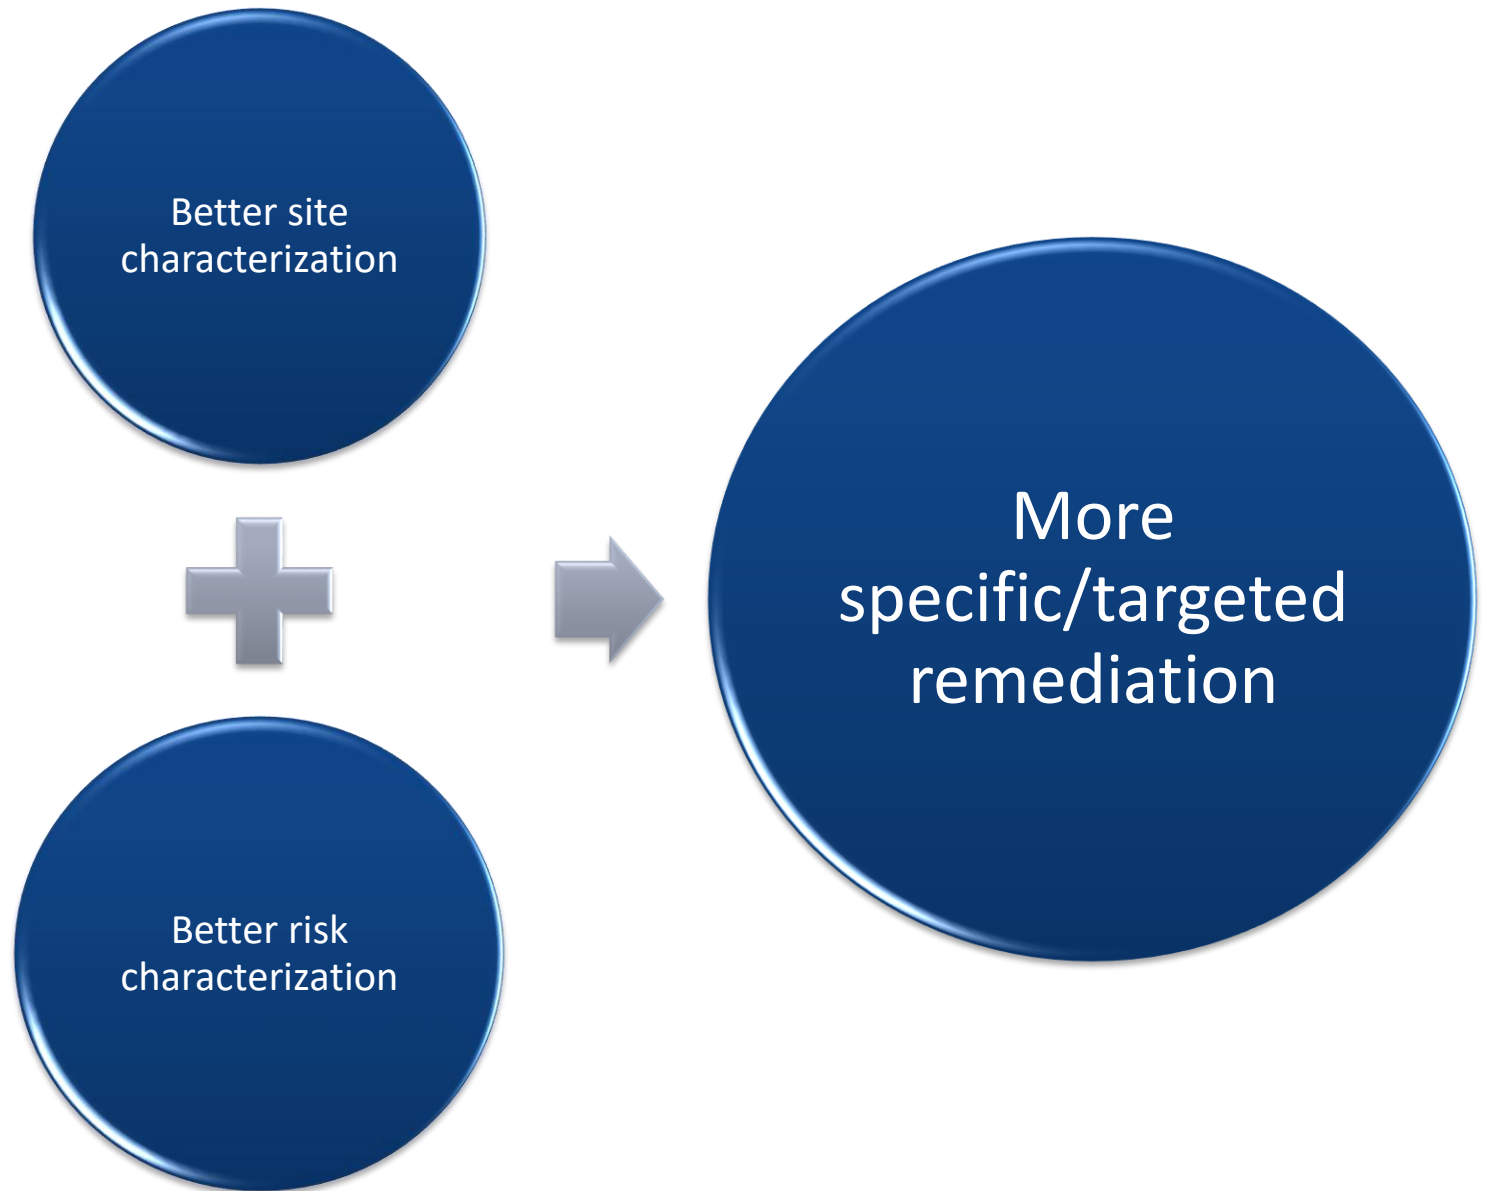 Better site
characterization
Better risk
characterization
More
specific/targeted
remediation